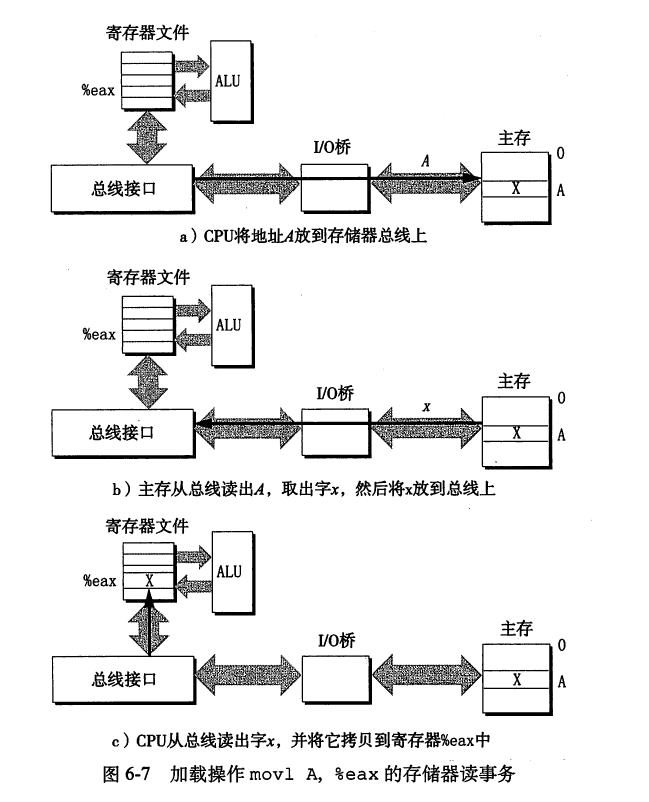 寄存器文件
%eax
ALU
I/O桥
主存
0
A
总线接口
X
A
a）CPU将地址A放到存储器总线上
寄存器文件
%eax
ALU
I/O桥
主存
0
x
总线接口
X
A
b）主存从总线读出A，取出字x，然后将x放到总线上
寄存器文件
%eax
X
ALU
I/O桥
主存
0
总线接口
X
A
c）CPU从总线读出字x，并将它拷贝到寄存器%eax中
图 6-7 加载操作 movl A, %eax 的存储器读事务